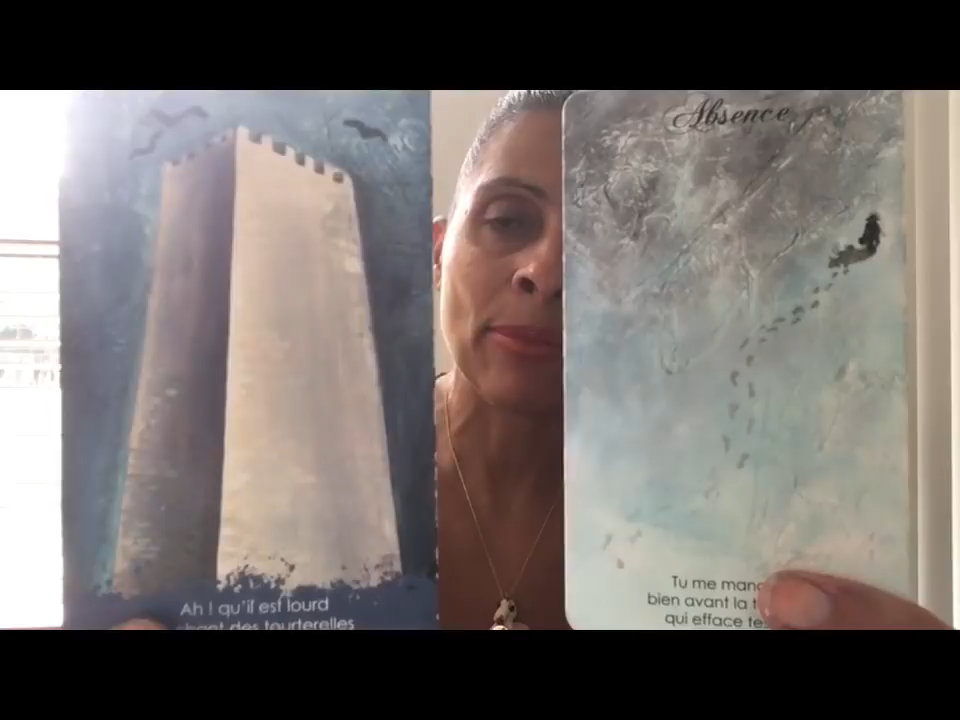 Ah ! qu'il est lourd
chant des tourterelles
Absence
Tu me manq
bien avant la t
qui efface te